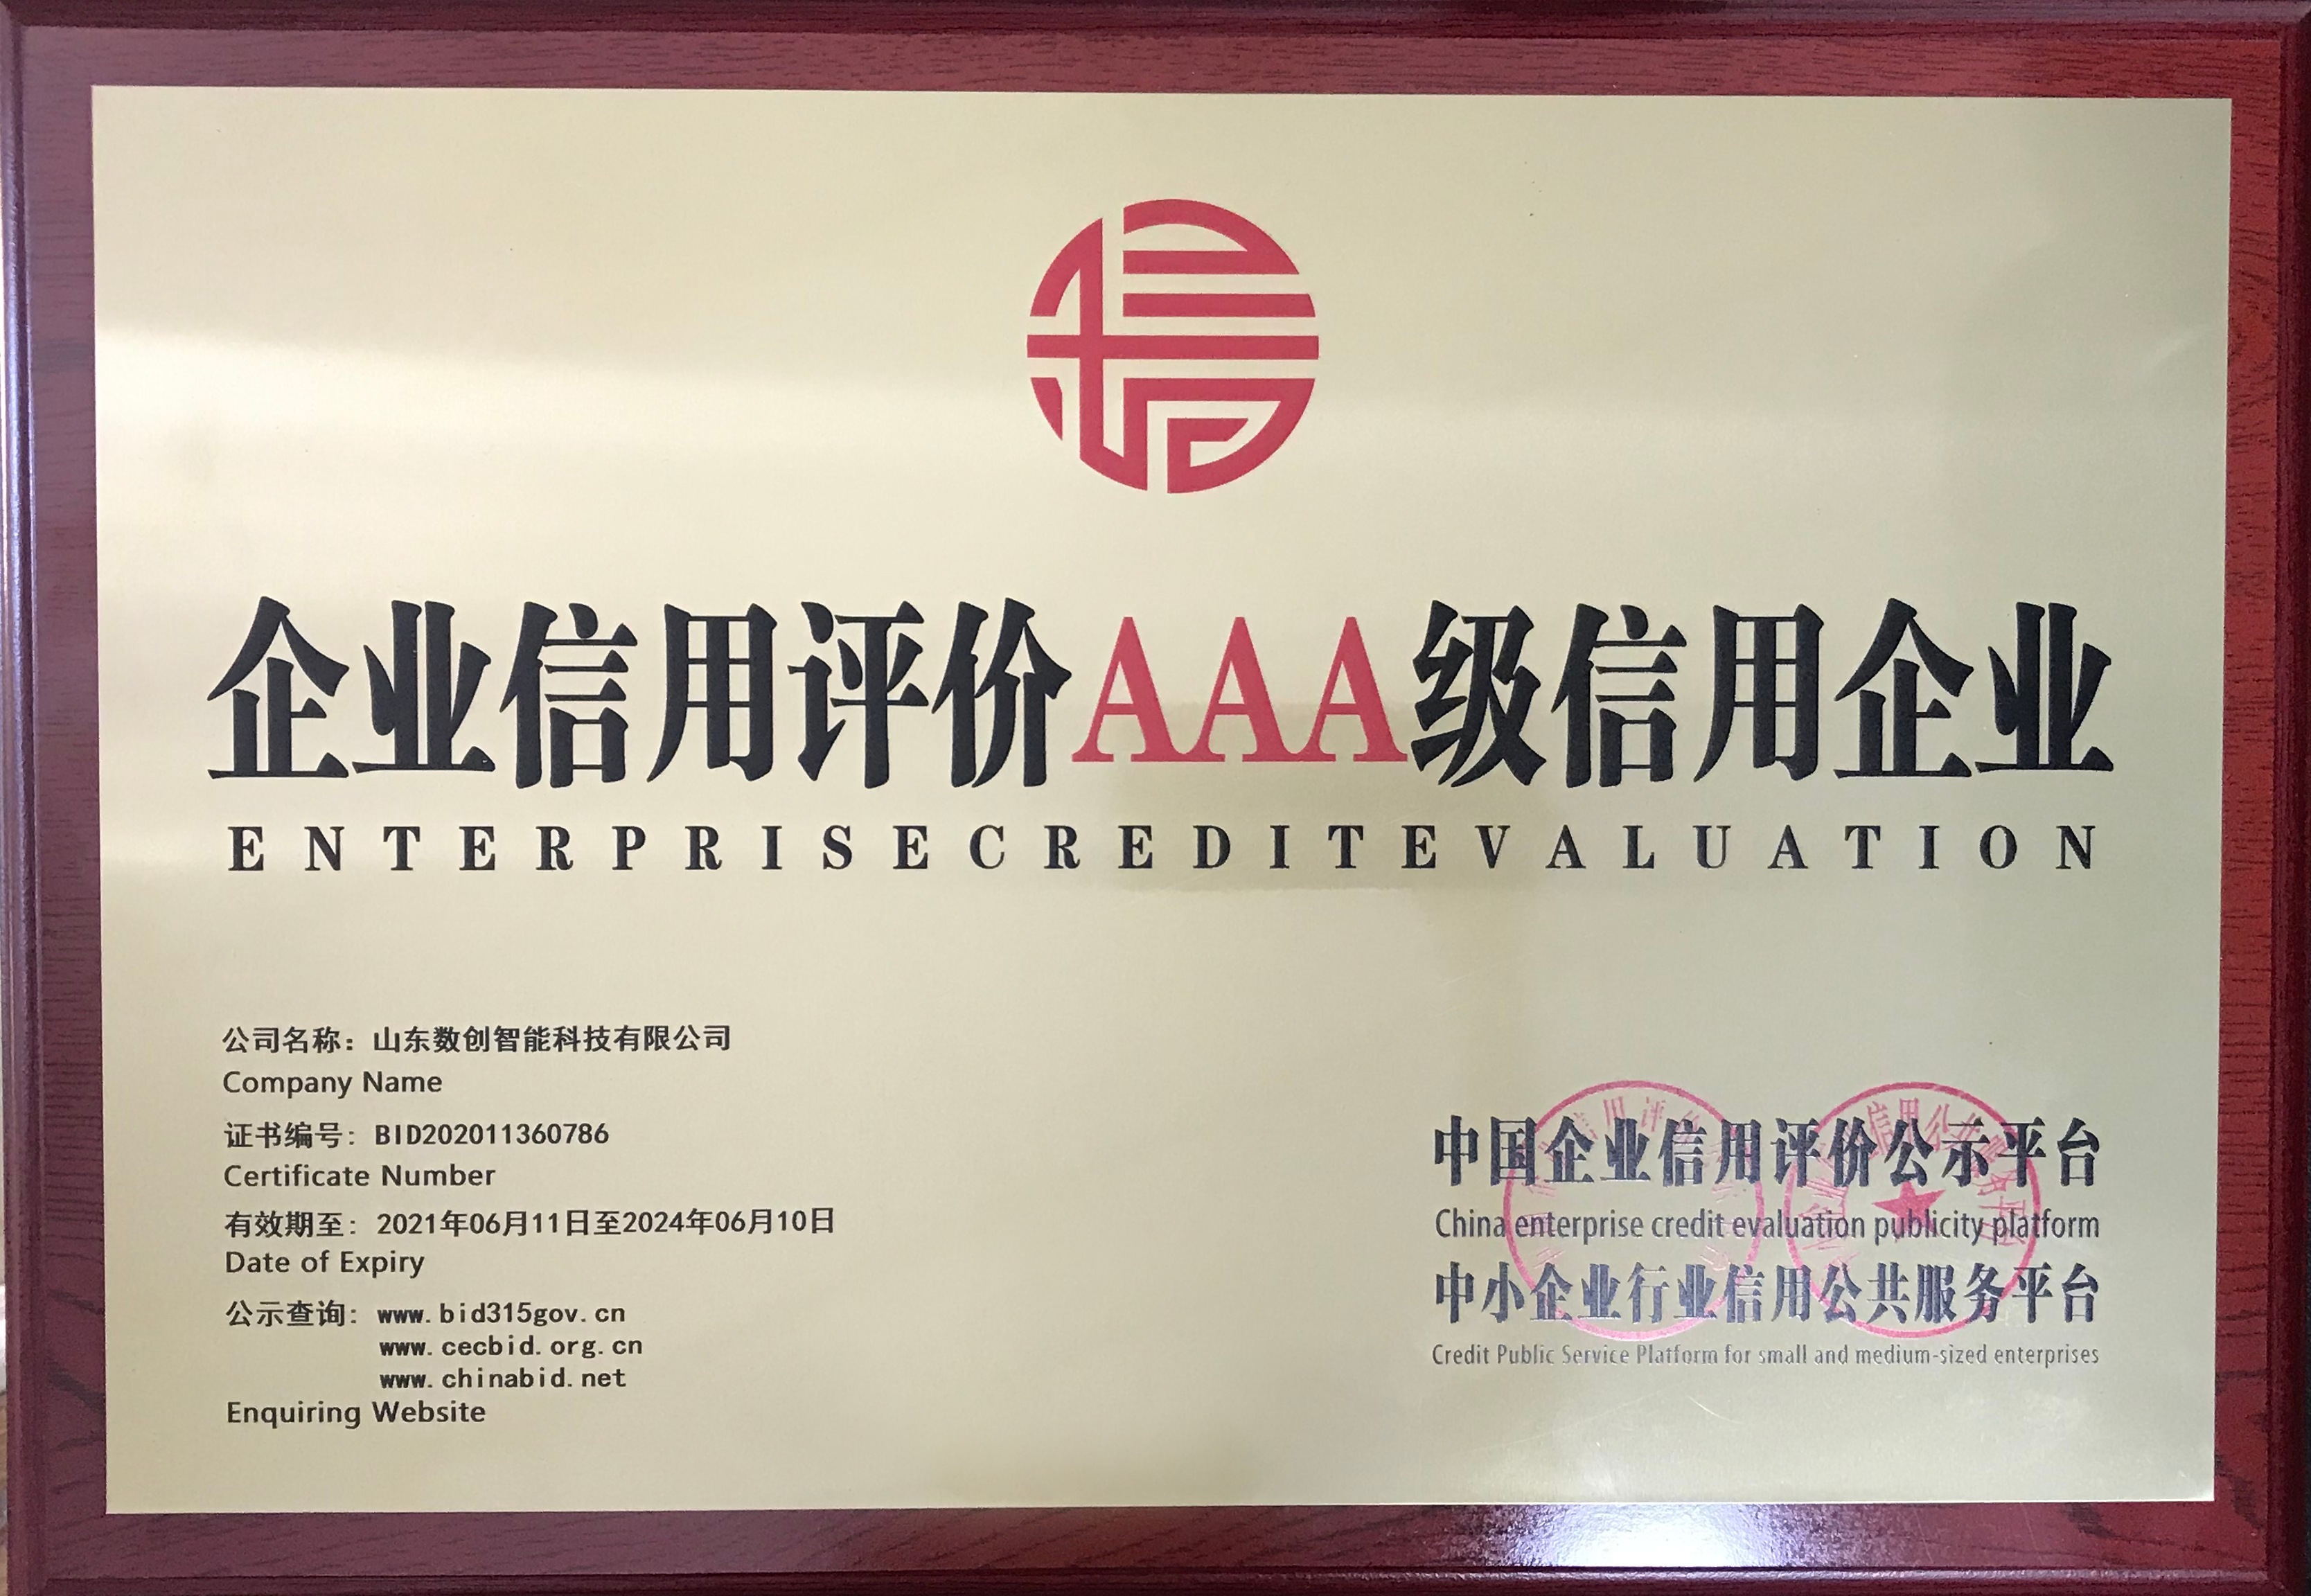 企业信用评价AAA级信用企业
ENTERPRISECREDITEVALUATION
公司名称：山东数创智能科技有限公司
Company Name
证书编号：BID202011360786
Certificate Number
有效期至：2021年06月11日至2024年06月10日
Date of Expiry
公示查询：www.bid315gov.cn
www.cecbid.org.cn
www.chinabid.net
Enquiring Website
中国企业信用评价公示平台
China enterprise credit evaluation publicity platform
中小企业行业信用公共服务平台
Credit Public Service Platform for small and medium-sized enterprises